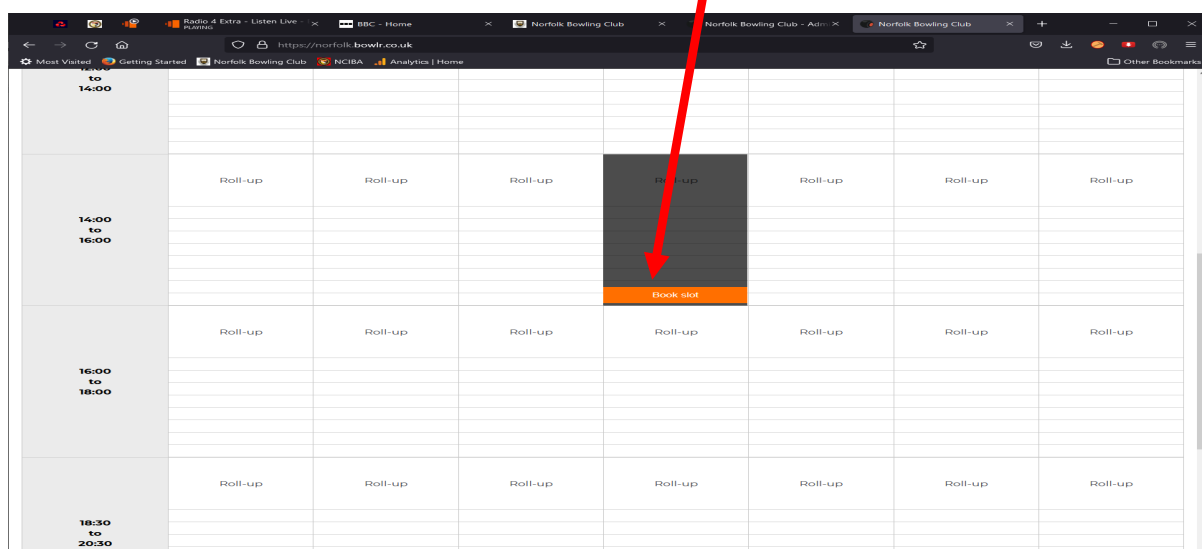 Radio 4 Extra - Listen Live -
PLAYING
BBC - Home
Norfolk Bowling Club
Norfolk Bowling Club - Adm
Norfolk Bowling Club
https://norfolk.bowlr.co.uk
Most Visited Getting Started Norfolk Bowling Club NCIBA Analytics | Home Other Bookmarks
to
14:00
Roll-up Roll-up Roll-up Roll-up Roll-up Roll-up Roll-up
14:00
to
16:00
Book slot
Roll-up Roll-up Roll-up Roll-up Roll-up Roll-up Roll-up
16:00
to
18:00
Roll-up Roll-up Roll-up Roll-up Roll-up Roll-up Roll-up
18:30
to
20:30